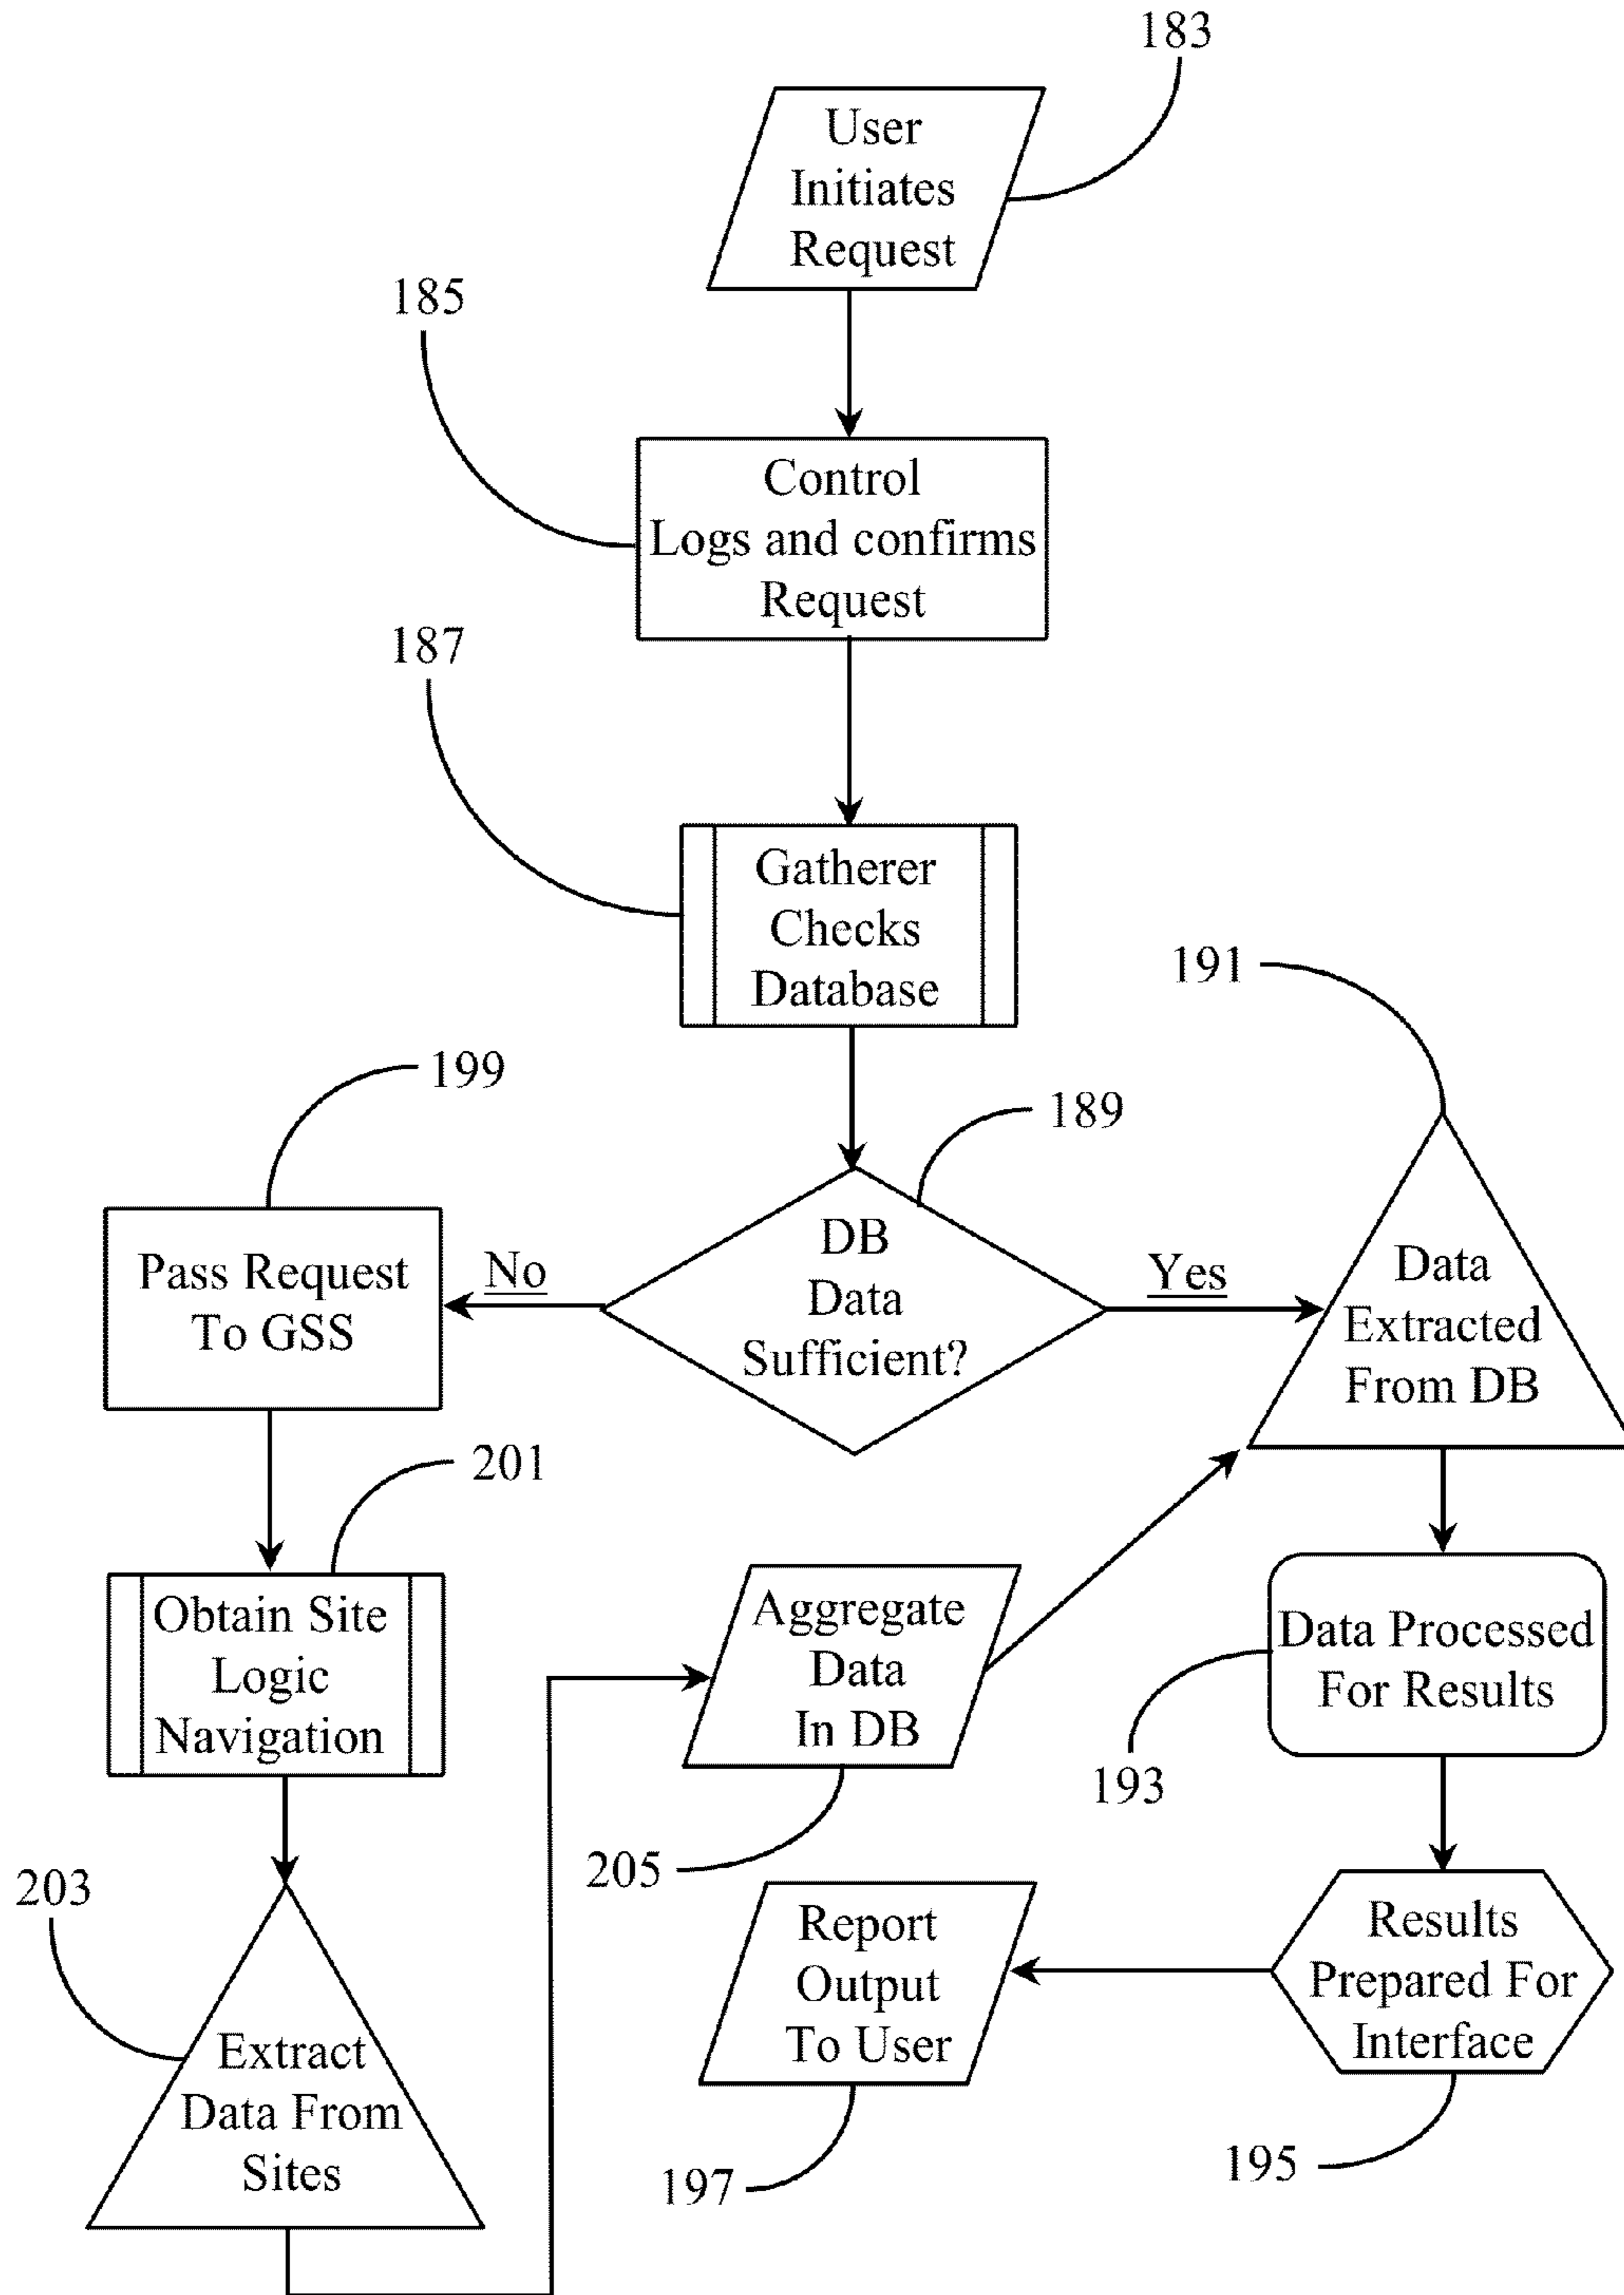 183
User
Initiates
Request
185
Control
Logs and confirms
Request
187
Gatherer
Checks
Database
191
199
189
DB
Data
Sufficient?
No
Yes
Pass Request
To GSS
Data
Extracted
From DB
201
Obtain Site
Logic
Navigation
Aggregate
Data
In DB
Data Processed
For Results
193
205
203
Extract
Data From
Sites
Report
Output
To User
Results
Prepared For
Interface
197
195